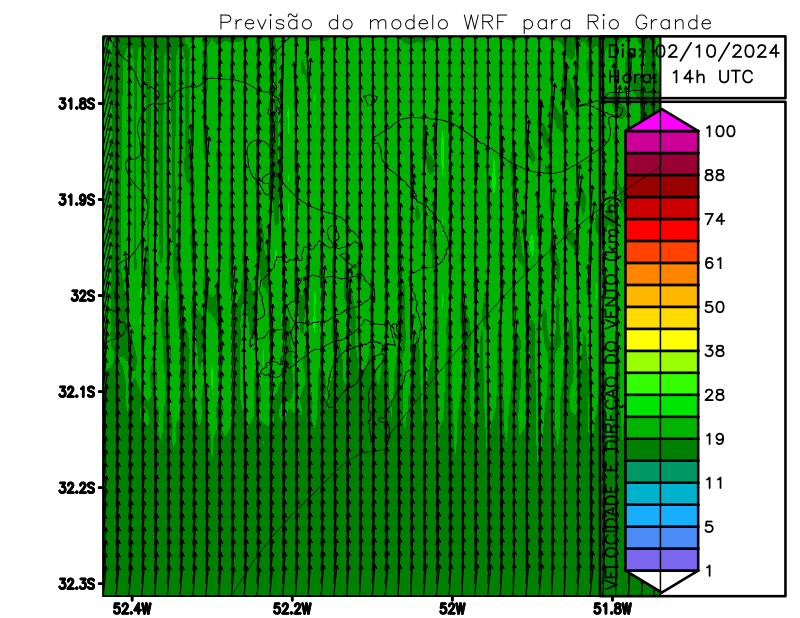 Previsão do modelo WRF para Rio Grande
Dia: 02/10/2024
Hora: 14h UTC
31.8S
31.9S
32S
32.1S
32.2S
32.3S
52.4W
52.2W
52W
51.8W
VELOCIDADE E DIREÇÃO DO VENTO (km/h)
100
88
74
61
50
38
28
19
11
5
1